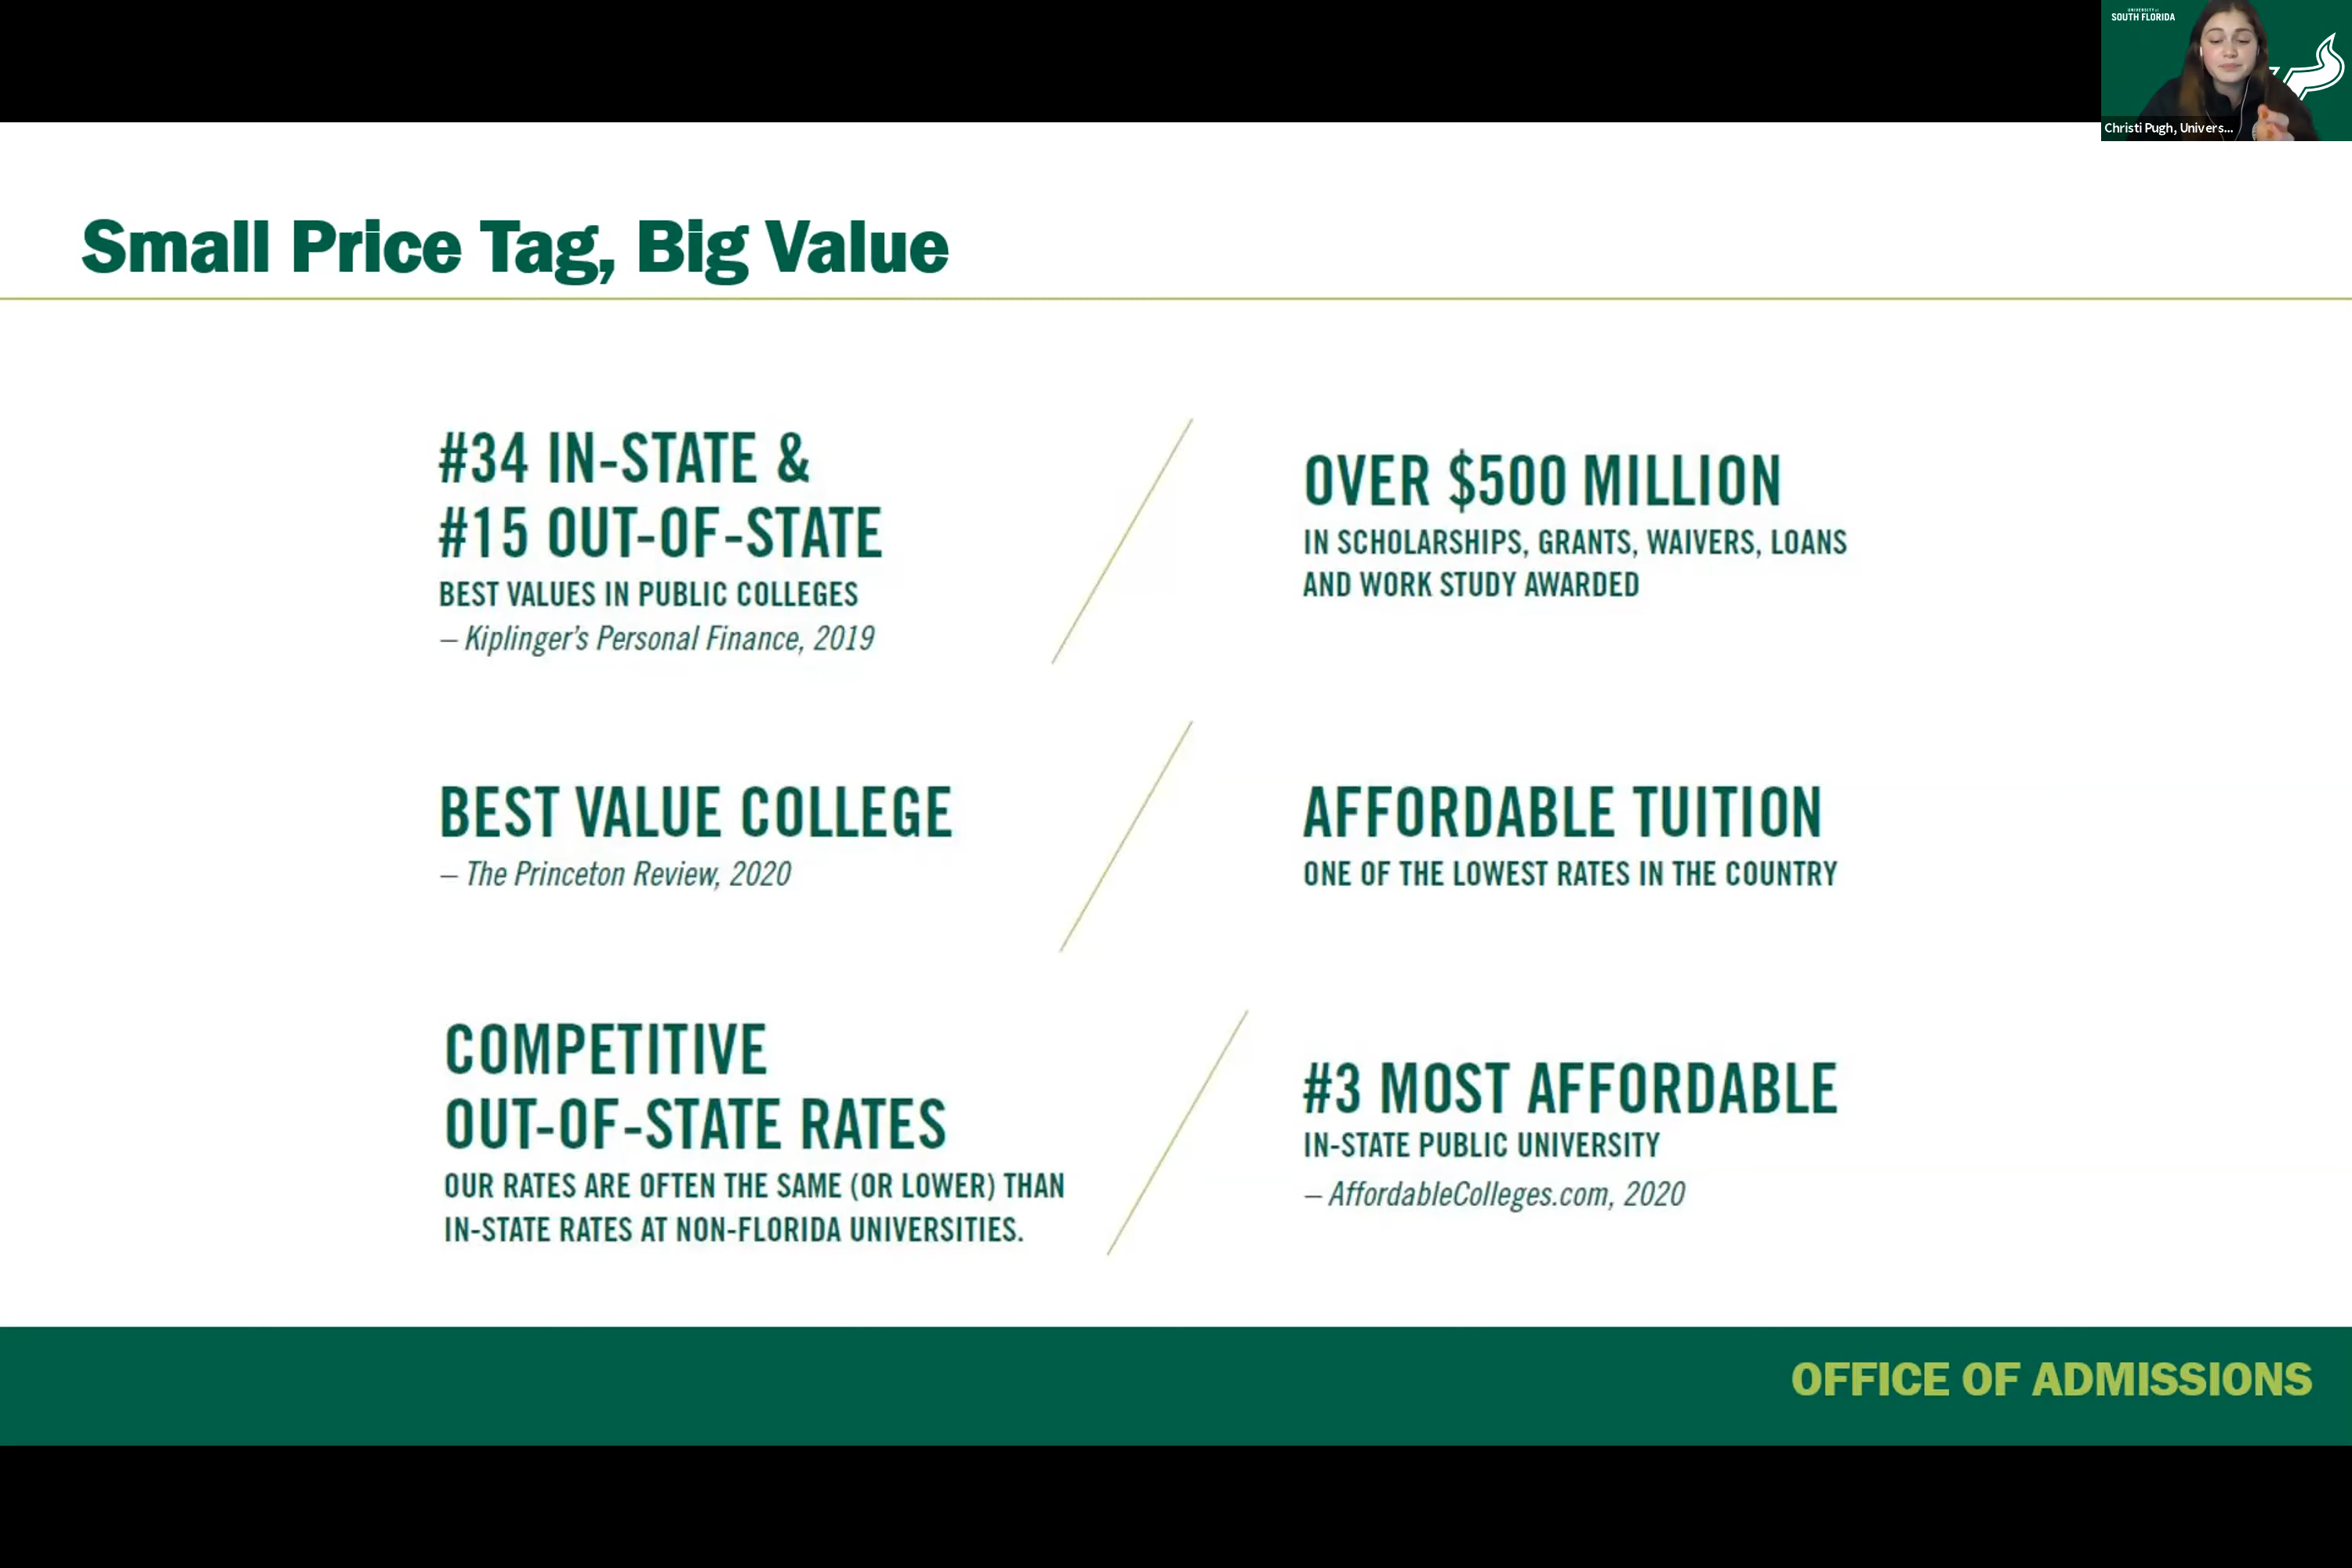 UNIVERSITY of
SOUTH FLORIDA
Christi Pugh, Univers...
Small Price Tag, Big Value
#34 IN-STATE &
#15 OUT-OF-STATE
BEST VALUES IN PUBLIC COLLEGES
– Kiplinger's Personal Finance, 2019
OVER $500 MILLION
IN SCHOLARSHIPS, GRANTS, WAIVERS, LOANS
AND WORK STUDY AWARDED
BEST VALUE COLLEGE
– The Princeton Review, 2020
AFFORDABLE TUITION
ONE OF THE LOWEST RATES IN THE COUNTRY
COMPETITIVE
OUT-OF-STATE RATES
OUR RATES ARE OFTEN THE SAME (OR LOWER) THAN
IN-STATE RATES AT NON-FLORIDA UNIVERSITIES.
#3 MOST AFFORDABLE
IN-STATE PUBLIC UNIVERSITY
– AffordableColleges.com, 2020
OFFICE OF ADMISSIONS